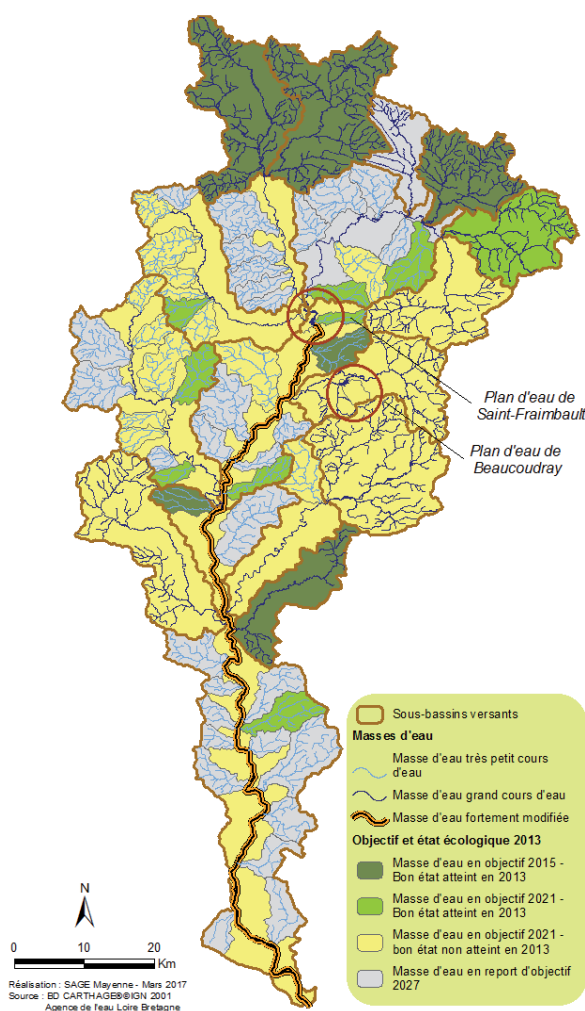 Plan d'eau de
Saint-Fraimbault
Plan d'eau de
Beaucoudray
Sous-bassins versants
Masses d'eau
Masse d'eau très petit cours
d'eau
Masse d'eau grand cours d'eau
Masse d'eau fortement modifiée
Objectif et état écologique 2013
Masse d'eau en objectif 2015 -
Bon état atteint en 2013
Masse d'eau en objectif 2021 -
Bon état atteint en 2013
Masse d'eau en objectif 2021 -
bon état non atteint en 2013
Masse d'eau en report d'objectif
2027
N
0 10 20
Km
Réalisation : SAGE Mayenne - Mars 2017
Source : BD CARTHAGE®©IGN 2001
Agence de l'eau Loire Bretagne